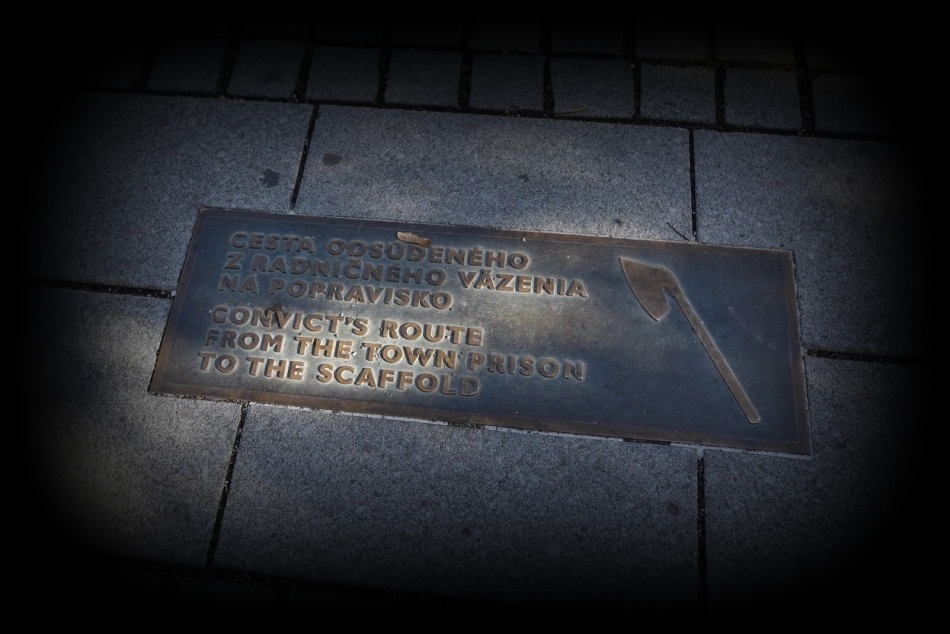 CESTA ODSÚDENÉHO
Z RADNIČNÉHO VÄZENIA
NA POPRAVISKO
CONVICT'S ROUTE
FROM THE TOWN PRISON
TO THE SCAFFOLD